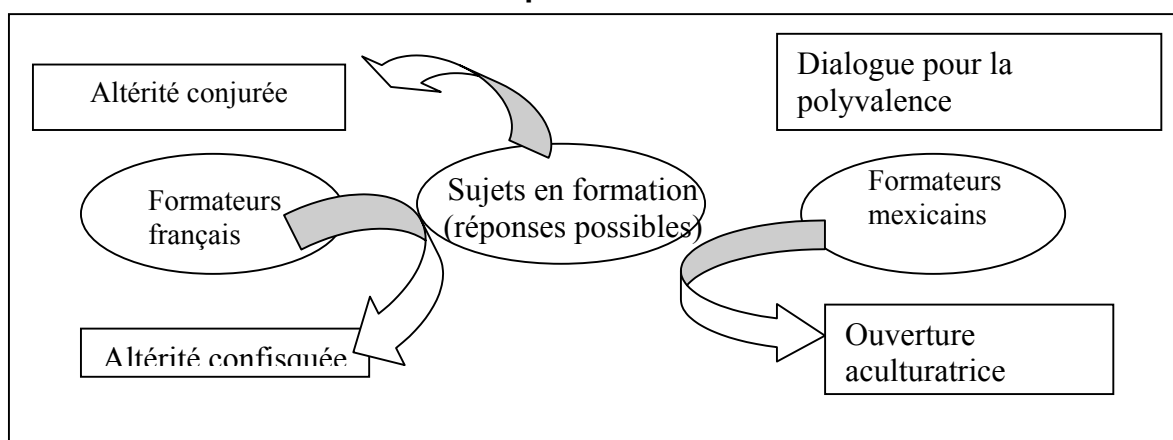 Altérité conjurée
Dialogue pour la
polyvalence
Formateurs
français
Sujets en formation
(réponses possibles)
Formateurs
mexicains
Altérité confisquée
Ouverture
aculturatrice